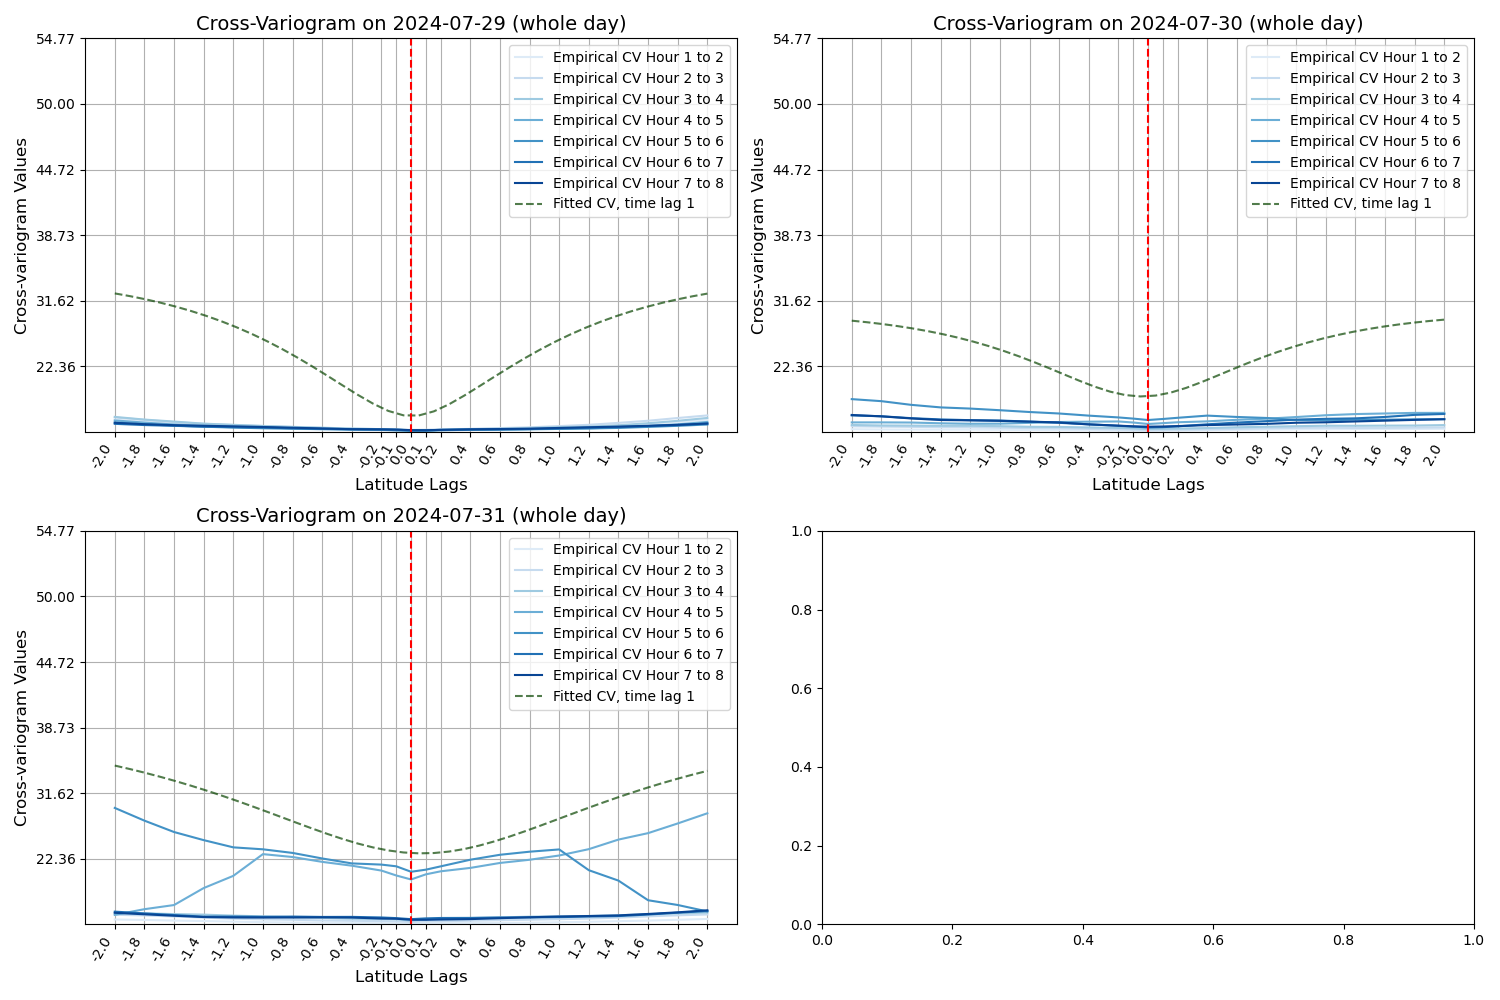 Cross-Variogram on 2024-07-29 (whole day)
54.77
50.00
44.72
38.73
31.62
22.36
Cross-variogram Values
Empirical CV Hour 1 to 2
Empirical CV Hour 2 to 3
Empirical CV Hour 3 to 4
Empirical CV Hour 4 to 5
Empirical CV Hour 5 to 6
Empirical CV Hour 6 to 7
Empirical CV Hour 7 to 8
Fitted CV, time lag 1
-2.0 -1.8 -1.6 -1.4 -1.2 -1.0 -0.8 -0.6 -0.4 -0.2 -0.1 0.0 0.1 0.2 0.4 0.6 0.8 1.0 1.2 1.4 1.6 1.8 2.0
Latitude Lags
Cross-Variogram on 2024-07-30 (whole day)
54.77
50.00
44.72
38.73
31.62
22.36
Cross-variogram Values
Empirical CV Hour 1 to 2
Empirical CV Hour 2 to 3
Empirical CV Hour 3 to 4
Empirical CV Hour 4 to 5
Empirical CV Hour 5 to 6
Empirical CV Hour 6 to 7
Empirical CV Hour 7 to 8
Fitted CV, time lag 1
-2.0 -1.8 -1.6 -1.4 -1.2 -1.0 -0.8 -0.6 -0.4 -0.2 -0.1 0.0 0.1 0.2 0.4 0.6 0.8 1.0 1.2 1.4 1.6 1.8 2.0
Latitude Lags
Cross-Variogram on 2024-07-31 (whole day)
54.77
50.00
44.72
38.73
31.62
22.36
Cross-variogram Values
Empirical CV Hour 1 to 2
Empirical CV Hour 2 to 3
Empirical CV Hour 3 to 4
Empirical CV Hour 4 to 5
Empirical CV Hour 5 to 6
Empirical CV Hour 6 to 7
Empirical CV Hour 7 to 8
Fitted CV, time lag 1
-2.0 -1.8 -1.6 -1.4 -1.2 -1.0 -0.8 -0.6 -0.4 -0.2 -0.1 0.0 0.1 0.2 0.4 0.6 0.8 1.0 1.2 1.4 1.6 1.8 2.0
Latitude Lags
1.0
0.8
0.6
0.4
0.2
0.0
0.0 0.2 0.4 0.6 0.8 1.0